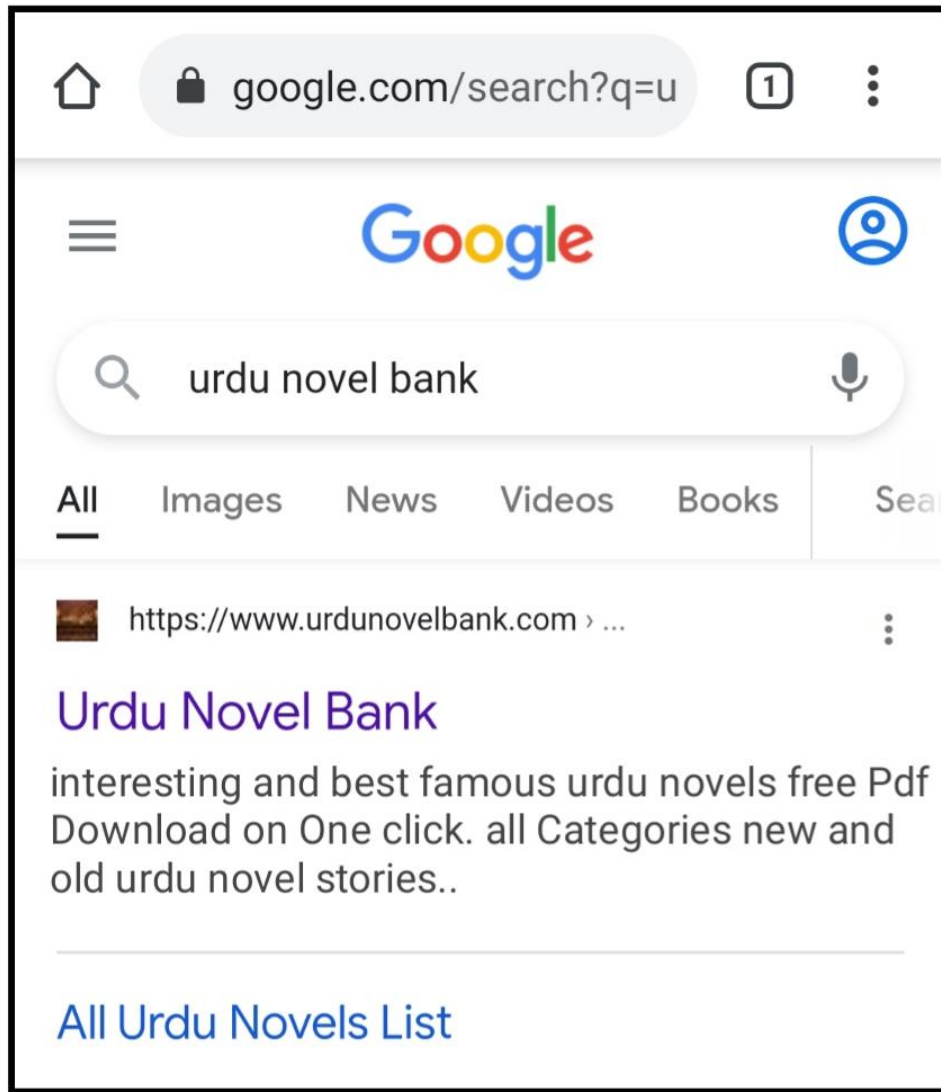 google.com/search?q=u
1
Google
urdu novel bank
All Images News Videos Books Sea
https://www.urdunovelbank.com › ...
Urdu Novel Bank
interesting and best famous urdu novels free Pdf
Download on One click. all Categories new and
old urdu novel stories..
All Urdu Novels List